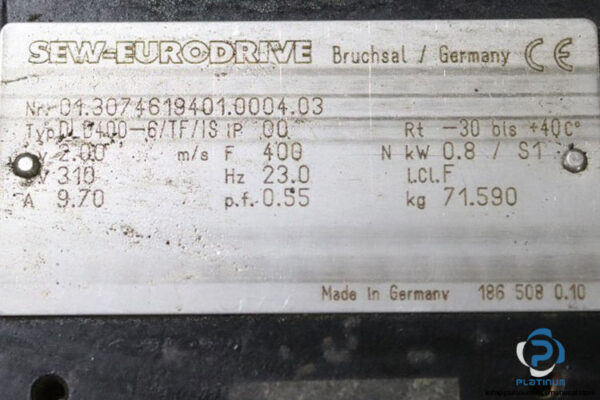 SEW-EURODRIVE Bruchsal / Germany CE
Nr. 01.3074619401.0004.03
Typ DLB400-6/TF/IS IP 00 Rt -30 bis +40C°
v 2.00 m/s F 400 N kW 0.8 / S1
V 310 Hz 23.0 I.Cl. F
A 9.70 p.f. 0.55 kg 71.590
Made in Germany 186 508 0.10
PLATINUM